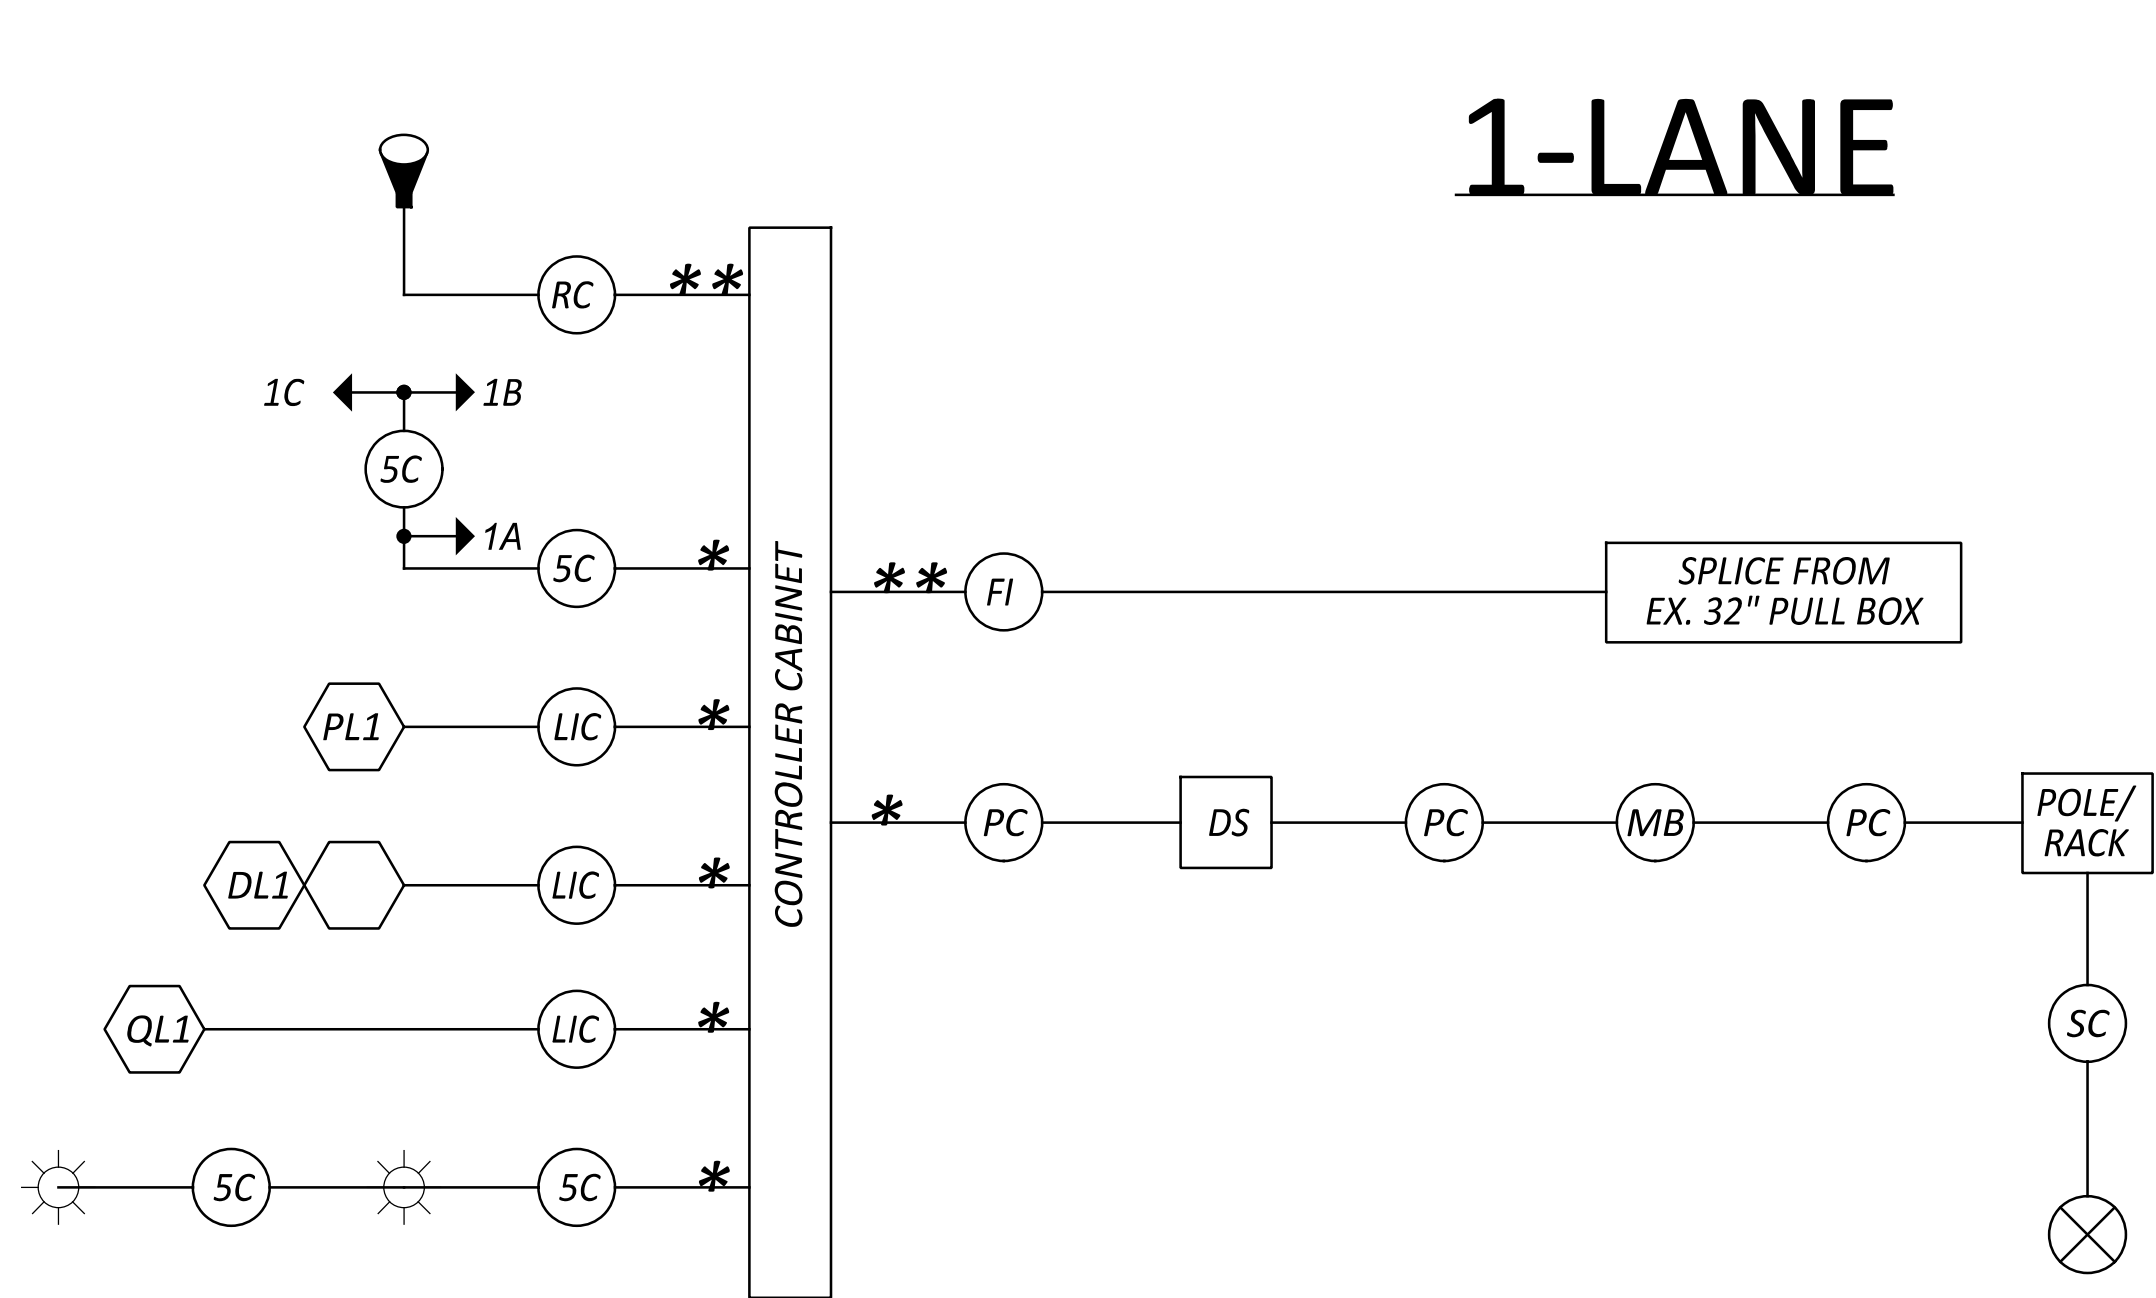 1-LANE
RC
**
1C
1B
5C
1A
5C
*
CONTROLLER CABINET
**
FI
SPLICE FROM
EX. 32" PULL BOX
PL1
LIC
*
*
PC
DS
PC
MB
PC
POLE/
RACK
DL1
LIC
*
QL1
LIC
*
SC
5C
5C
*